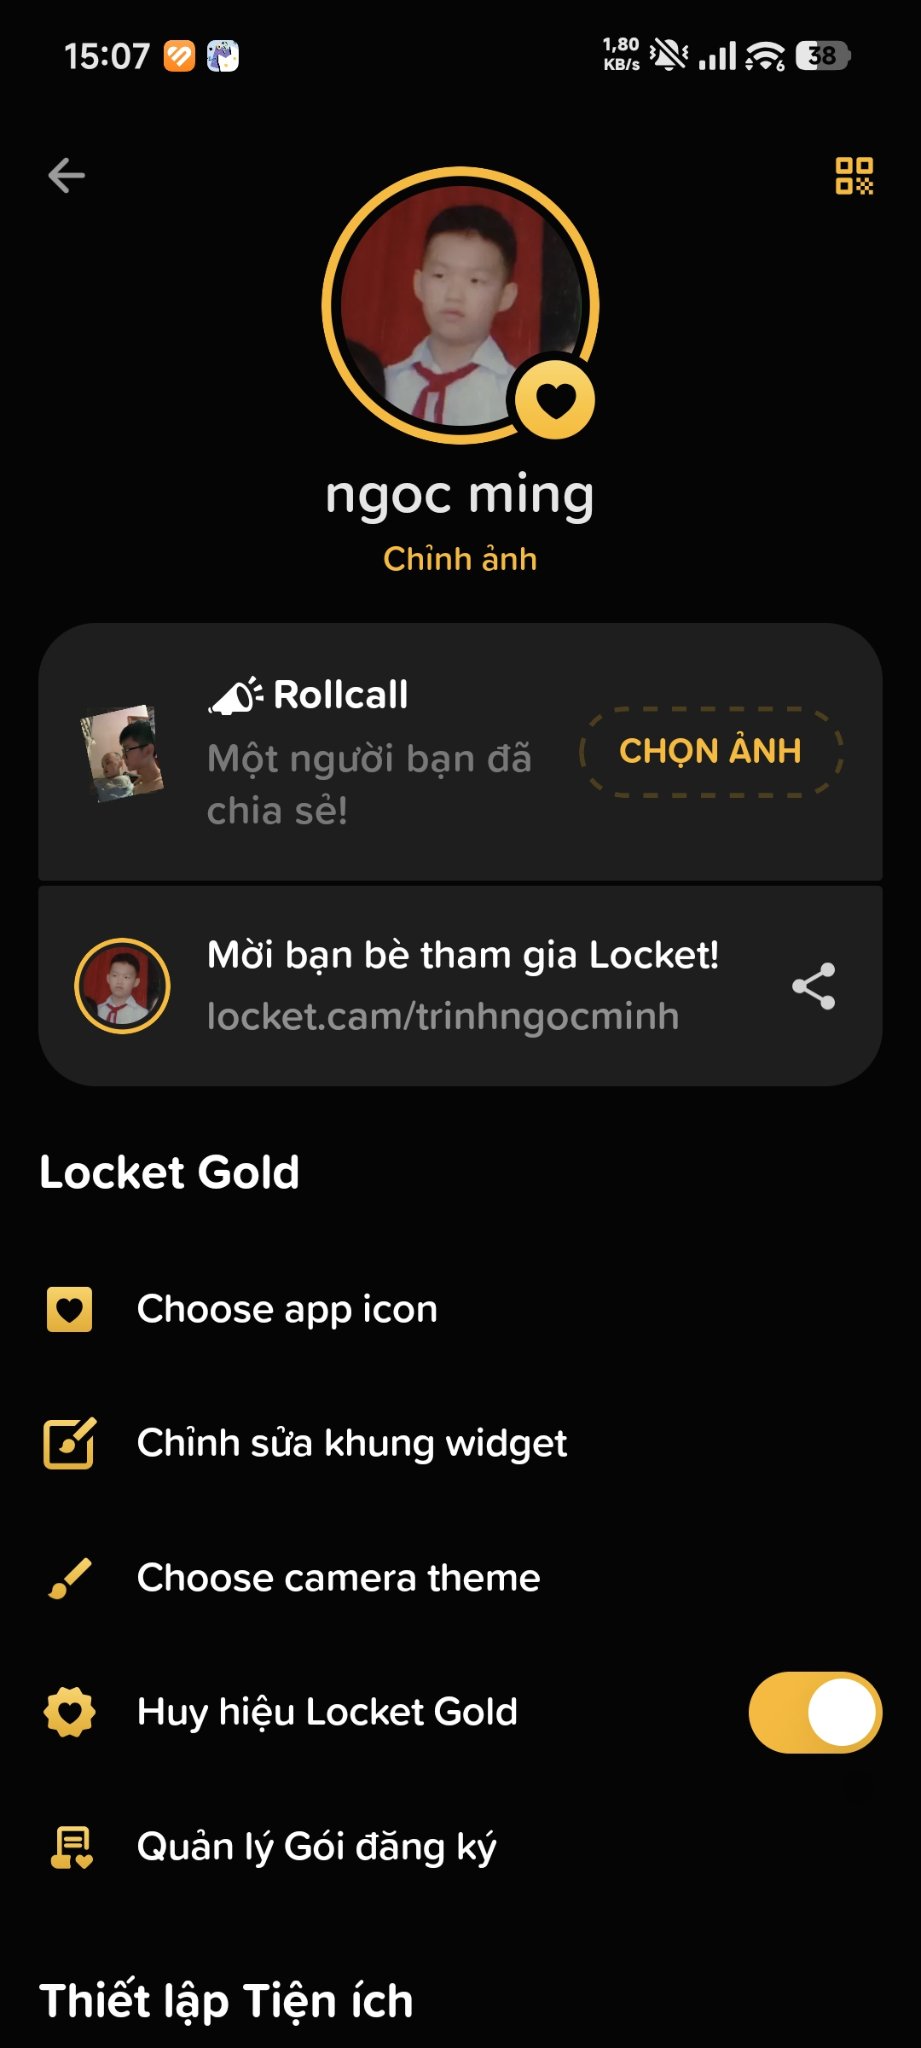 15:07
1,80
KB/s
38
ngoc ming
Chỉnh ảnh
Rollcall
Một người bạn đã
chia sẻ!
CHỌN ẢNH
Mời bạn bè tham gia Locket!
locket.cam/trinhngocminh
Locket Gold
Choose app icon
Chỉnh sửa khung widget
Choose camera theme
Huy hiệu Locket Gold
Quản lý Gói đăng ký
Thiết lập Tiện ích